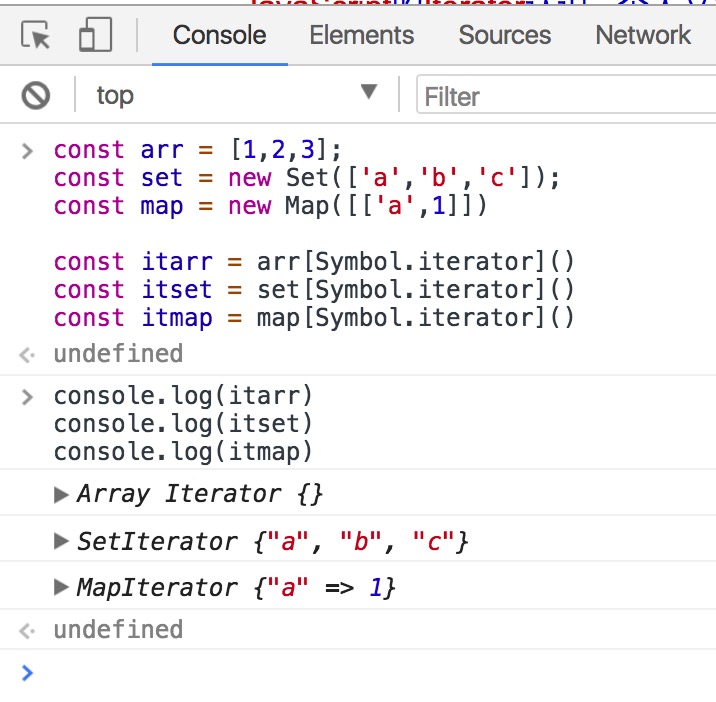 Console Elements Sources Network
top Filter
const arr = [1,2,3];
const set = new Set(['a','b','c']);
const map = new Map([['a',1]])
const itarr = arr[Symbol.iterator]()
const itset = set[Symbol.iterator]()
const itmap = map[Symbol.iterator]()
undefined
console.log(itarr)
console.log(itset)
console.log(itmap)
Array Iterator {}
SetIterator {"a", "b", "c"}
MapIterator {"a" => 1}
undefined